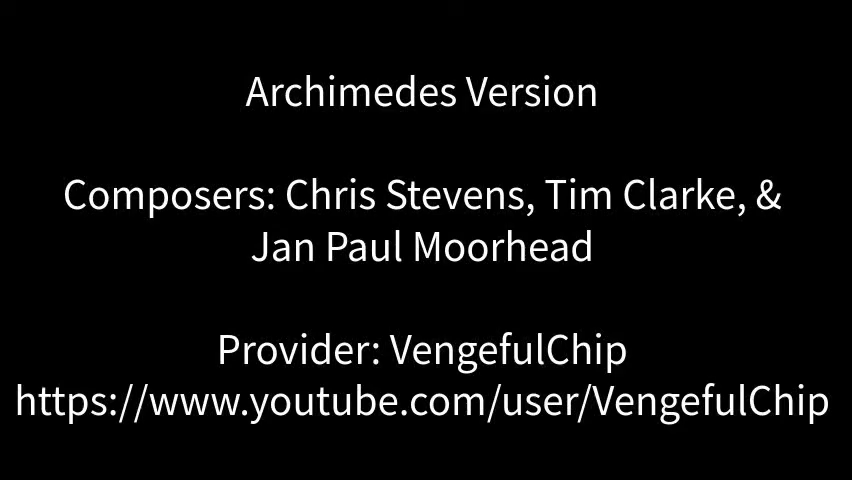 Archimedes Version
Composers: Chris Stevens, Tim Clarke, &
Jan Paul Moorhead
Provider: VengefulChip
https://www.youtube.com/user/VengefulChip